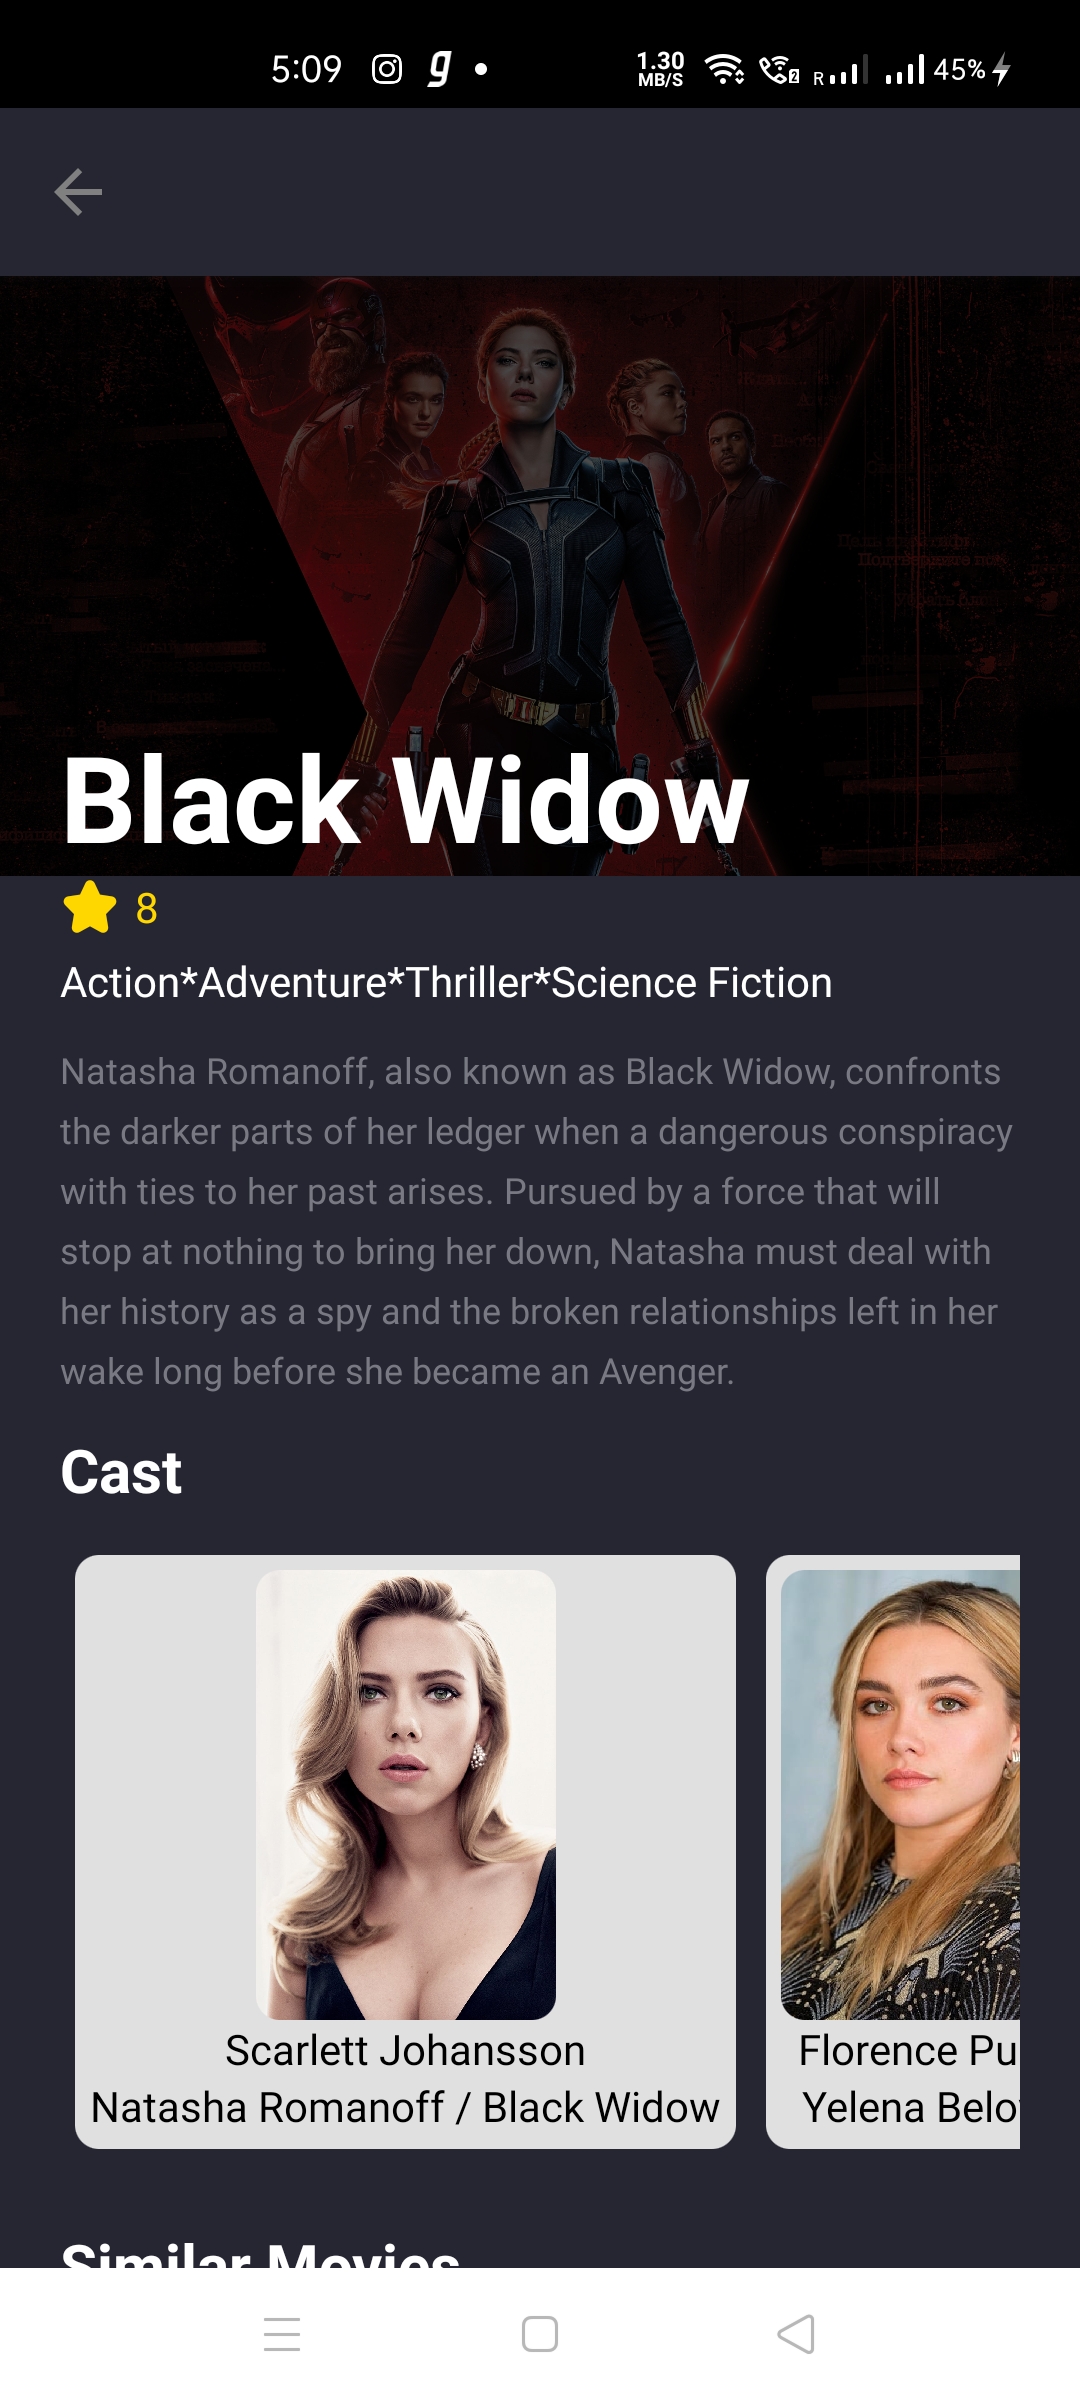 5:09
1.30
MB/S
R
2
45%
Black Widow
8
Action*Adventure*Thriller*Science Fiction
Natasha Romanoff, also known as Black Widow, confronts
the darker parts of her ledger when a dangerous conspiracy
with ties to her past arises. Pursued by a force that will
stop at nothing to bring her down, Natasha must deal with
her history as a spy and the broken relationships left in her
wake long before she became an Avenger.
Cast
Scarlett Johansson
Natasha Romanoff / Black Widow
Florence Pu
Yelena Belo
Similar Movies